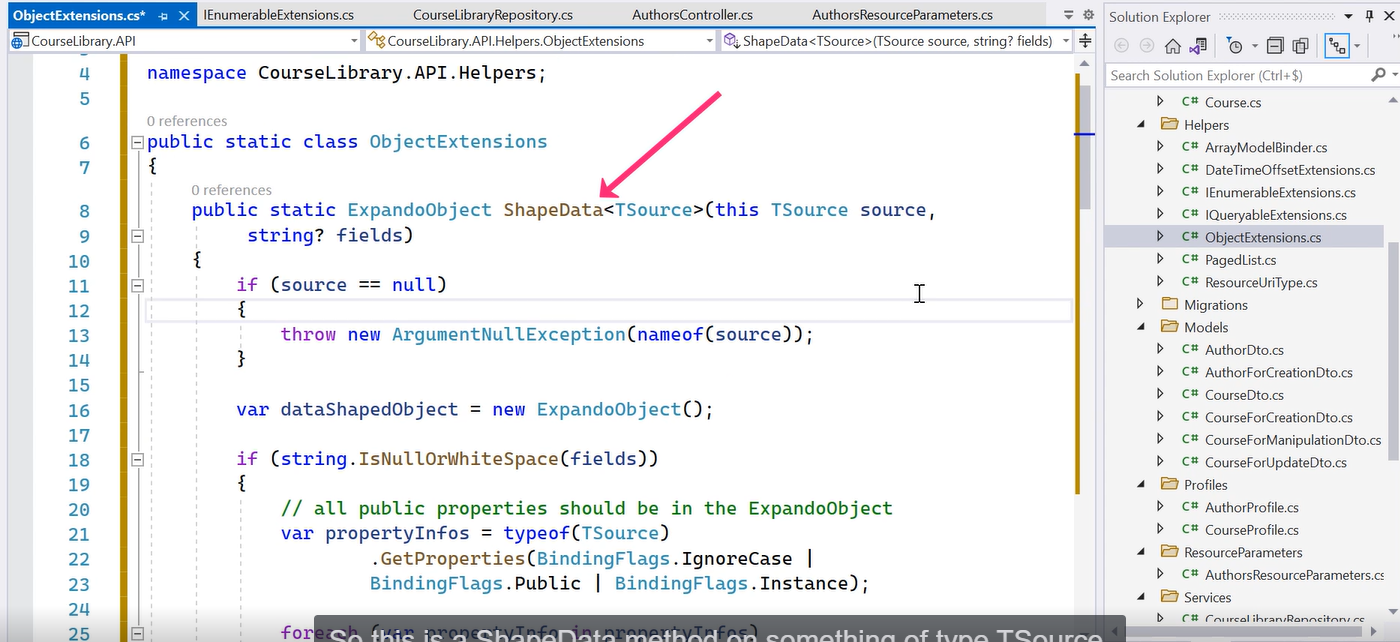 ObjectExtensions.cs* IEnumerableExtensions.cs CourseLibraryRepository.cs AuthorsController.cs AuthorsResourceParameters.cs
CourseLibrary.API CourseLibrary.API.Helpers.ObjectExtensions ShapeData<TSource>(TSource source, string? fields)
4 namespace CourseLibrary.API.Helpers;
5
0 references
6 public static class ObjectExtensions
7 {
0 references
8 public static ExpandoObject ShapeData<TSource>(this TSource source,
9 string? fields)
10 {
11 if (source == null)
12 {
13 throw new ArgumentNullException(nameof(source));
14 }
15
16 var dataShapedObject = new ExpandoObject();
17
18 if (string.IsNullOrWhiteSpace(fields))
19 {
20 // all public properties should be in the ExpandoObject
21 var propertyInfos = typeof(TSource)
22 .GetProperties(BindingFlags.IgnoreCase |
23 BindingFlags.Public | BindingFlags.Instance);
24
25 foreach (var propertyInfo in propertyInfos)
So this is a ShapeData method on something of type TSource
Solution Explorer
Search Solution Explorer (Ctrl+$)
C# Course.cs
Helpers
C# ArrayModelBinder.cs
C# DateTimeOffsetExtensions.cs
C# IEnumerableExtensions.cs
C# IQueryableExtensions.cs
C# ObjectExtensions.cs
C# PagedList.cs
C# ResourceUriType.cs
Migrations
Models
C# AuthorDto.cs
C# AuthorForCreationDto.cs
C# CourseDto.cs
C# CourseForCreationDto.cs
C# CourseForManipulationDto.cs
C# CourseForUpdateDto.cs
Profiles
C# AuthorProfile.cs
C# CourseProfile.cs
ResourceParameters
C# AuthorsResourceParameters.cs
Services
C# CourseLibraryRepository.cs